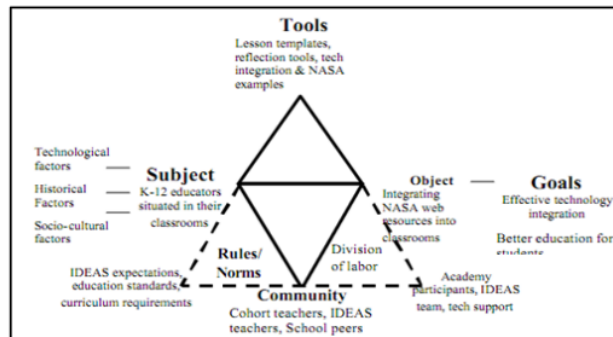 Tools
Lesson templates,
reflection tools, tech
integration & NASA
examples
Technological
factors
Historical
Factors
Socio-cultural
factors
Subject
K-12 educators
situated in their
classrooms
Object
Integrating
NASA web
resources into
classrooms
Goals
Effective technology
integration
Better education for
students
Rules/
Norms
Division
of labor
IDEAS expectations,
education standards,
curriculum requirements
Community
Cohort teachers, IDEAS
teachers, School peers
Academy
participants, IDEAS
team, tech support